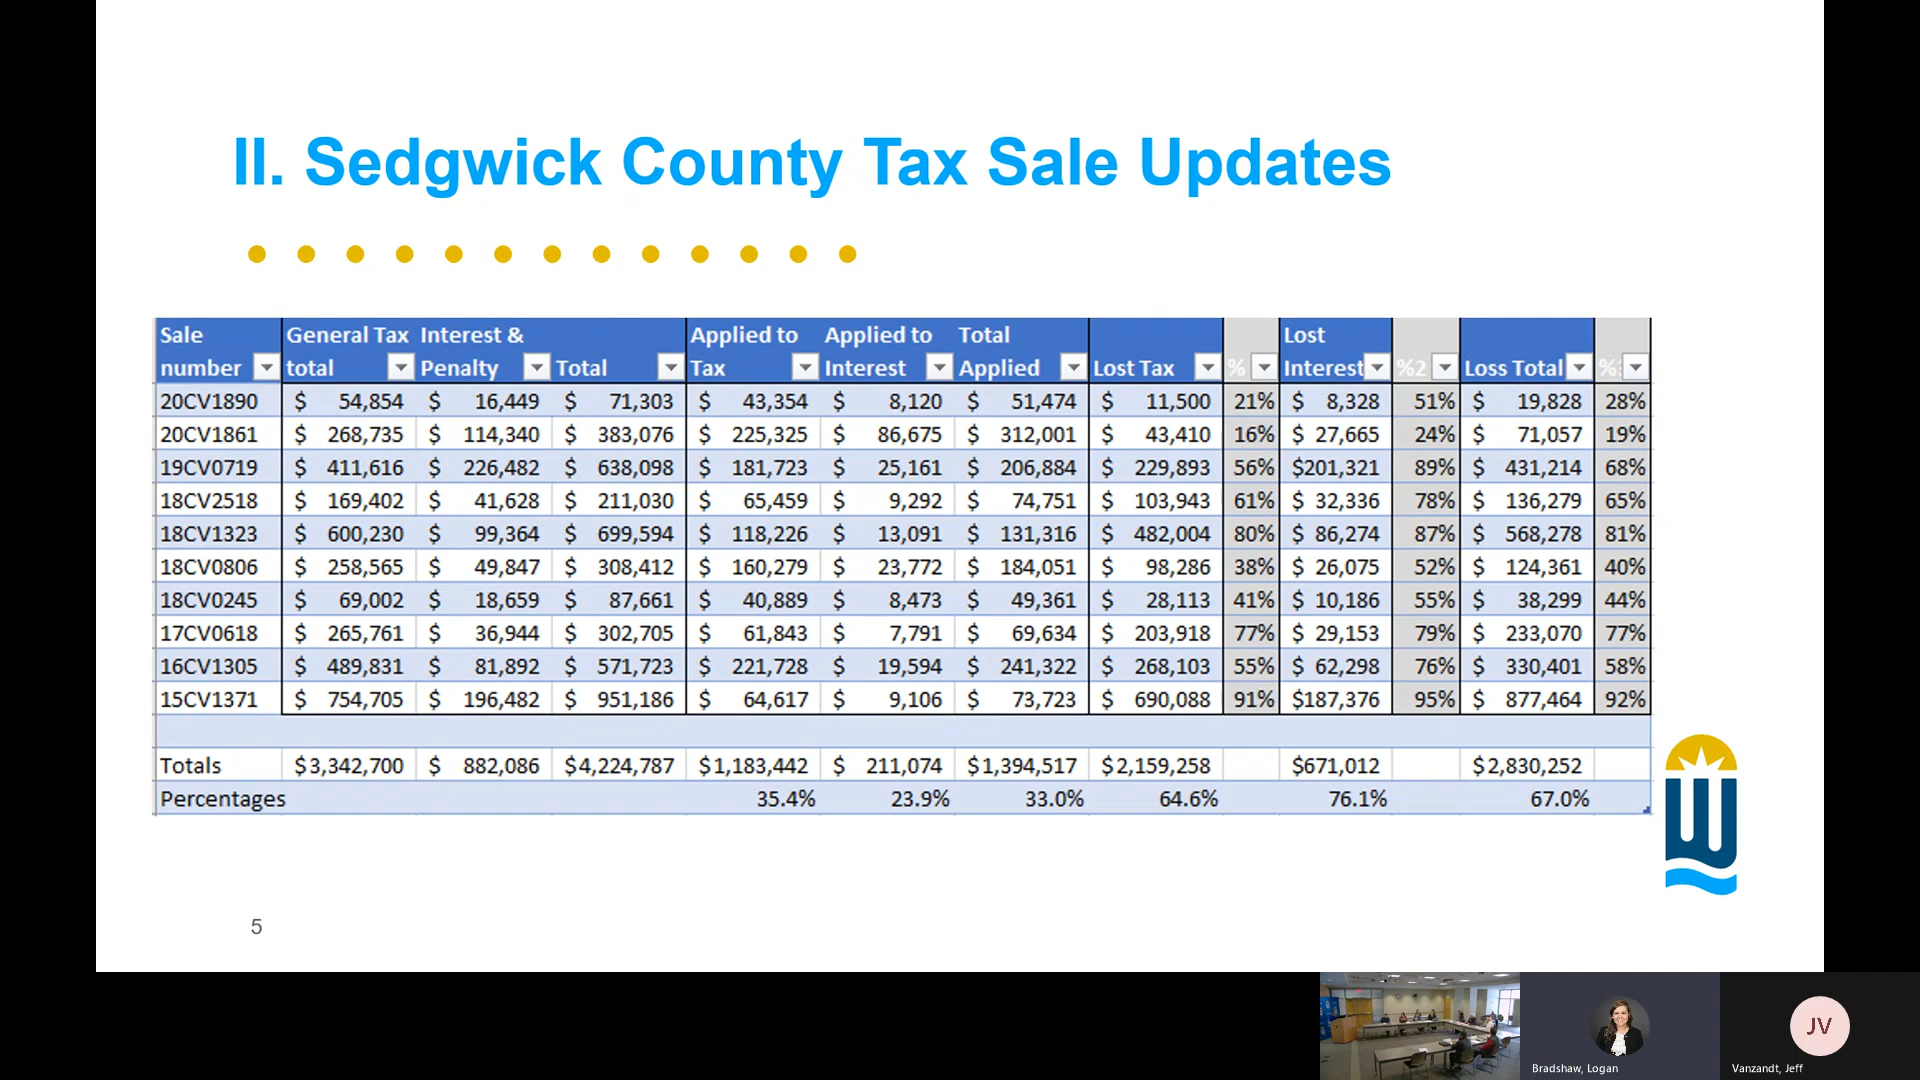 II. Sedgwick County Tax Sale Updates
Sale number General Tax total Interest & Penalty Total Applied to Tax Applied to Interest Total Applied Lost Tax % Lost Interest %2 Loss Total %
20CV1890 $ 54,854 $ 16,449 $ 71,303 $ 43,354 $ 8,120 $ 51,474 $ 11,500 21% $ 8,328 51% $ 19,828 28%
20CV1861 $ 268,735 $ 114,340 $ 383,076 $ 225,325 $ 86,675 $ 312,001 $ 43,410 16% $ 27,665 24% $ 71,057 19%
19CV0719 $ 411,616 $ 226,482 $ 638,098 $ 181,723 $ 25,161 $ 206,884 $ 229,893 56% $201,321 89% $ 431,214 68%
18CV2518 $ 169,402 $ 41,628 $ 211,030 $ 65,459 $ 9,292 $ 74,751 $ 103,943 61% $ 32,336 78% $ 136,279 65%
18CV1323 $ 600,230 $ 99,364 $ 699,594 $ 118,226 $ 13,091 $ 131,316 $ 482,004 80% $ 86,274 87% $ 568,278 81%
18CV0806 $ 258,565 $ 49,847 $ 308,412 $ 160,279 $ 23,772 $ 184,051 $ 98,286 38% $ 26,075 52% $ 124,361 40%
18CV0245 $ 69,002 $ 18,659 $ 87,661 $ 40,889 $ 8,473 $ 49,361 $ 28,113 41% $ 10,186 55% $ 38,299 44%
17CV0618 $ 265,761 $ 36,944 $ 302,705 $ 61,843 $ 7,791 $ 69,634 $ 203,918 77% $ 29,153 79% $ 233,070 77%
16CV1305 $ 489,831 $ 81,892 $ 571,723 $ 221,728 $ 19,594 $ 241,322 $ 268,103 55% $ 62,298 76% $ 330,401 58%
15CV1371 $ 754,705 $ 196,482 $ 951,186 $ 64,617 $ 9,106 $ 73,723 $ 690,088 91% $187,376 95% $ 877,464 92%
Totals $3,342,700 $ 882,086 $4,224,787 $1,183,442 $ 211,074 $1,394,517 $2,159,258 $671,012 $2,830,252
Percentages 35.4% 23.9% 33.0% 64.6% 76.1% 67.0%
5
Bradshaw, Logan
JV
Vanzandt, Jeff